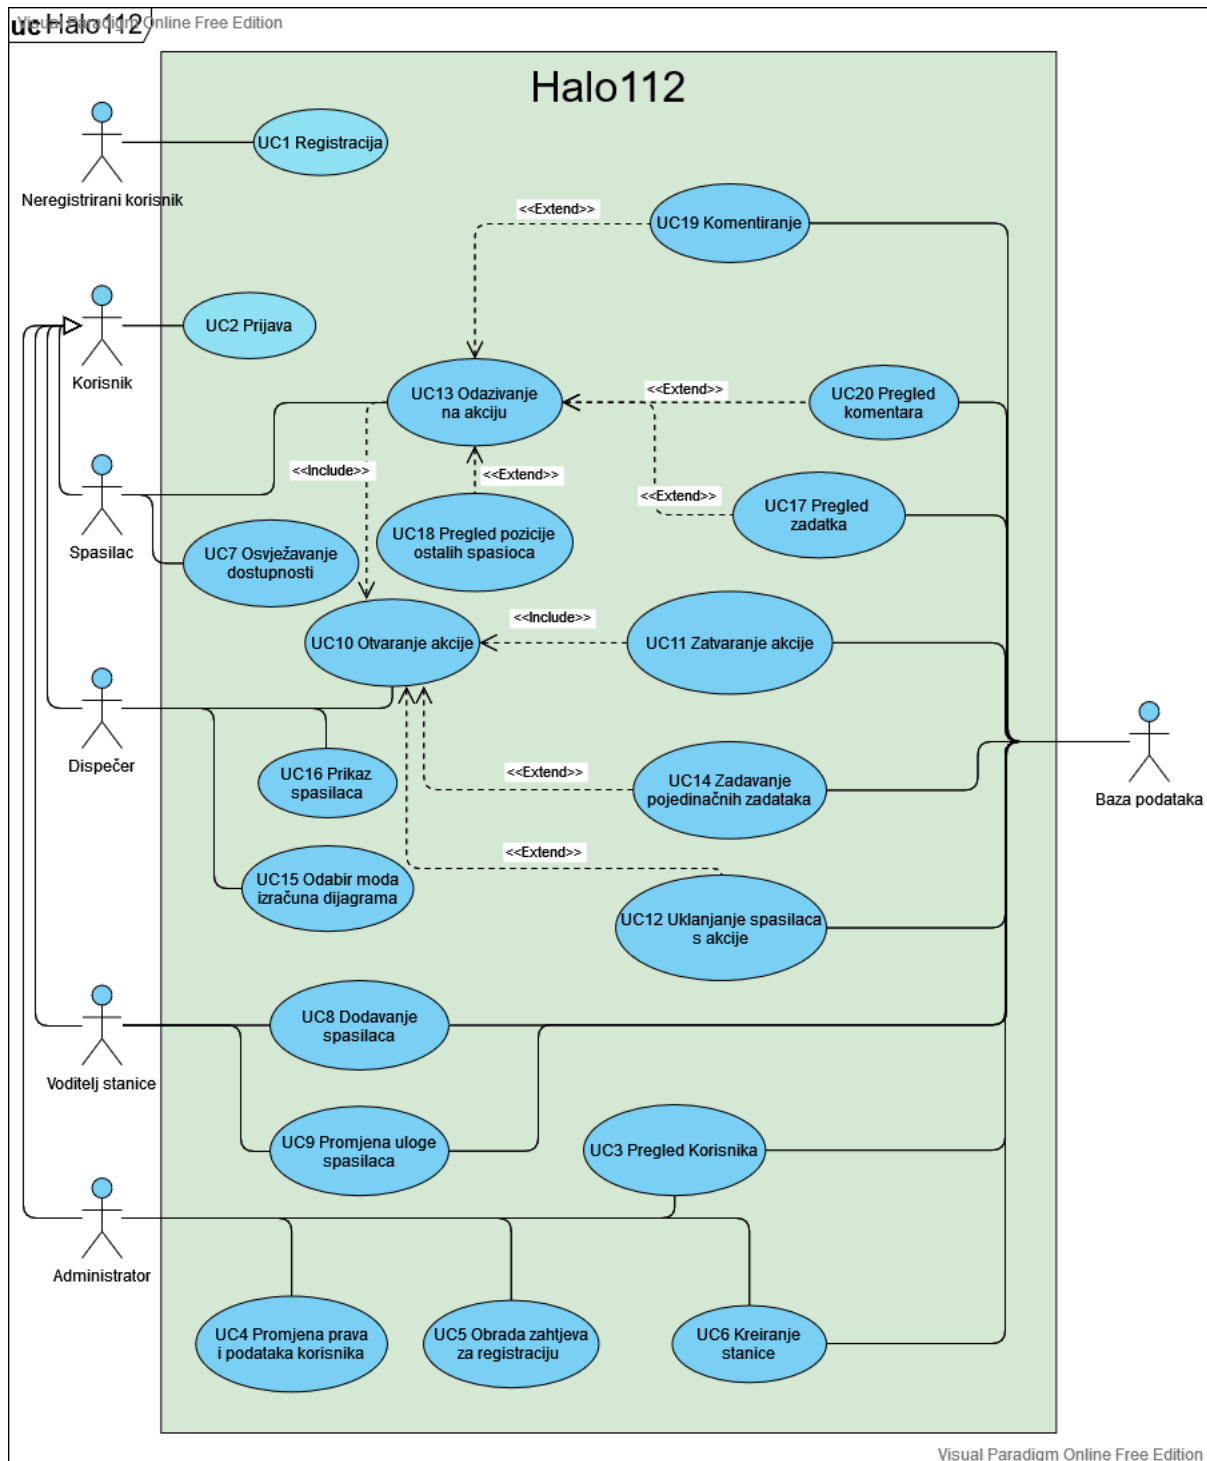 Visual Paradigm Online Free Edition
uc Halo112
Halo112
Neregistrirani korisnik
UC1 Registracija
<<Extend>>
UC19 Komentiranje
Korisnik
UC2 Prijava
UC13 Odazivanje
na akciju
<<Extend>>
UC20 Pregled
komentara
<<Include>>
<<Extend>>
<<Extend>>
UC17 Pregled
zadatka
Spasilac
UC7 Osvježavanje
dostupnosti
UC18 Pregled pozicije
ostalih spasioca
UC10 Otvaranje akcije
<<Include>>
UC11 Zatvaranje akcije
Dispečer
UC16 Prikaz
spasilaca
<<Extend>>
UC14 Zadavanje
pojedinačnih zadataka
Baza podataka
UC15 Odabir moda
izračuna dijagrama
<<Extend>>
UC12 Uklanjanje spasilaca
s akcije
Voditelj stanice
UC8 Dodavanje
spasilaca
UC9 Promjena uloge
spasilaca
UC3 Pregled Korisnika
Administrator
UC4 Promjena prava
i podataka korisnika
UC5 Obrada zahtjeva
za registraciju
UC6 Kreiranje
stanice
Visual Paradigm Online Free Edition